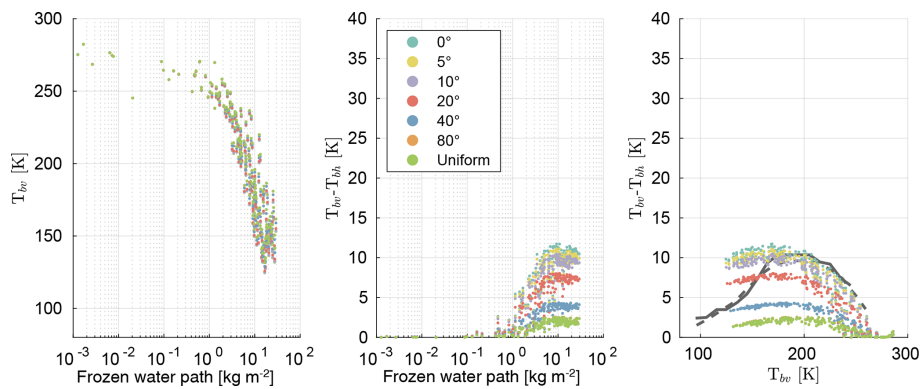 300
250
200
150
100
T_bv [K]
10^-3 10^-2 10^-1 10^0 10^1 10^2
Frozen water path [kg m^-2]
40
35
30
25
20
15
10
5
0
T_bv-T_bh [K]
0°
5°
10°
20°
40°
80°
Uniform
10^-3 10^-2 10^-1 10^0 10^1 10^2
Frozen water path [kg m^-2]
40
35
30
25
20
15
10
5
0
T_bv-T_bh [K]
100 200 300
T_bv [K]